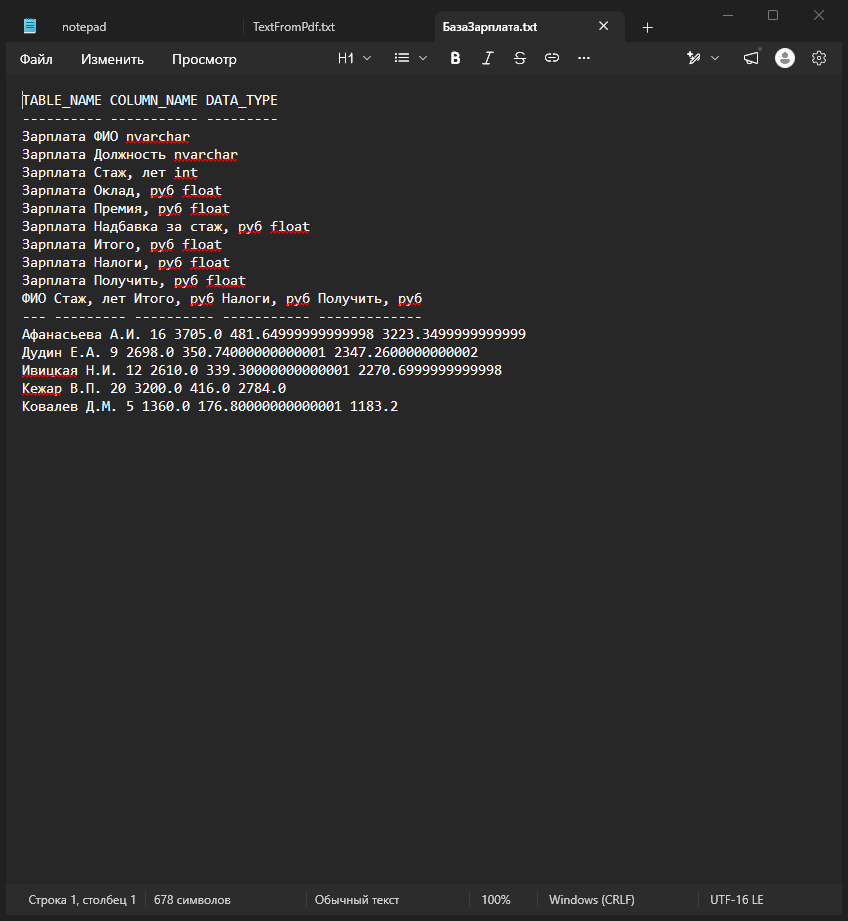 notepad
TextFromPdf.txt
БазаЗарплата.txt
Файл Изменить Просмотр H1 B I S
TABLE_NAME COLUMN_NAME DATA_TYPE
---------- ----------- ---------
Зарплата ФИО nvarchar
Зарплата Должность nvarchar
Зарплата Стаж, лет int
Зарплата Оклад, руб float
Зарплата Премия, руб float
Зарплата Надбавка за стаж, руб float
Зарплата Итого, руб float
Зарплата Налоги, руб float
Зарплата Получить, руб float
ФИО Стаж, лет Итого, руб Налоги, руб Получить, руб
--- --------- ---------- ----------- -------------
Афанасьева А.И. 16 3705.0 481.64999999999998 3223.3499999999999
Дудин Е.А. 9 2698.0 350.74000000000001 2347.2600000000002
Ивицкая Н.И. 12 2610.0 339.30000000000001 2270.6999999999998
Кежар В.П. 20 3200.0 416.0 2784.0
Ковалев Д.М. 5 1360.0 176.80000000000001 1183.2
Строка 1, столбец 1 678 символов Обычный текст 100% Windows (CRLF) UTF-16 LE